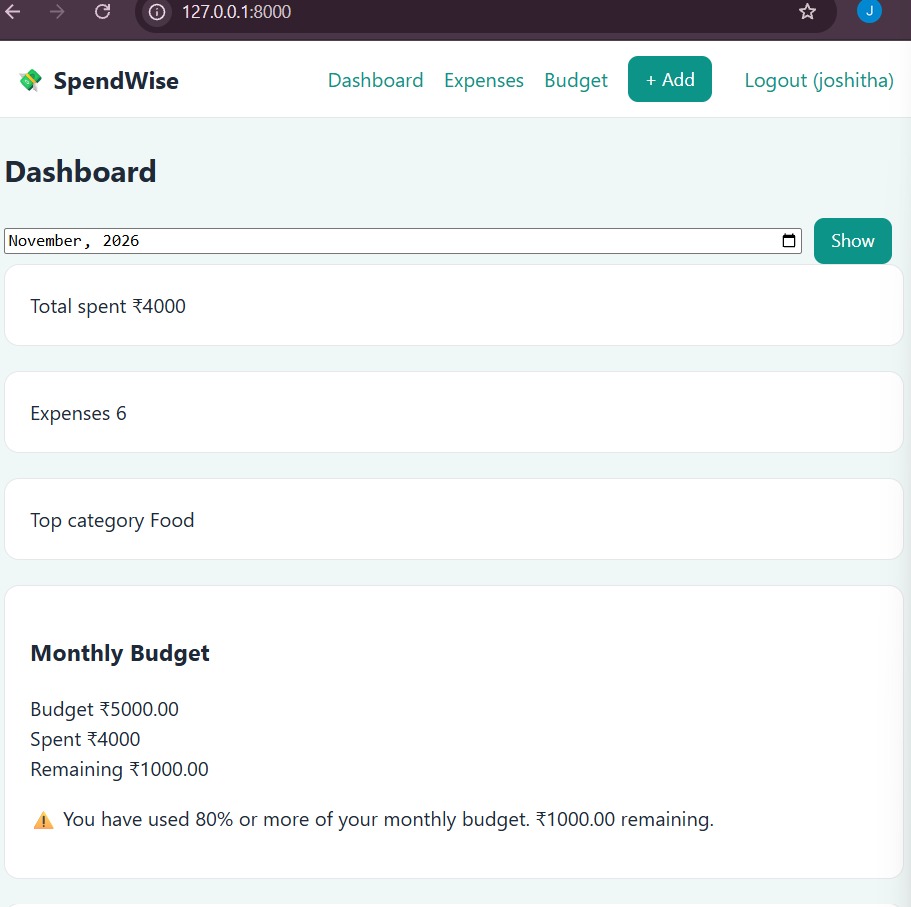 127.0.0.1:8000
J
SpendWise
Dashboard Expenses Budget + Add Logout (joshitha)
Dashboard
November, 2026
Show
Total spent ₹4000
Expenses 6
Top category Food
Monthly Budget
Budget ₹5000.00
Spent ₹4000
Remaining ₹1000.00
You have used 80% or more of your monthly budget. ₹1000.00 remaining.